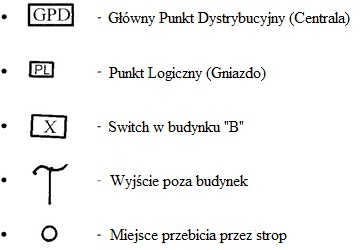 • GPD - Główny Punkt Dystrybucyjny (Centrala)
• PL - Punkt Logiczny (Gniazdo)
• X - Switch w budynku "B"
• - Wyjście poza budynek
• - Miejsce przebicia przez strop